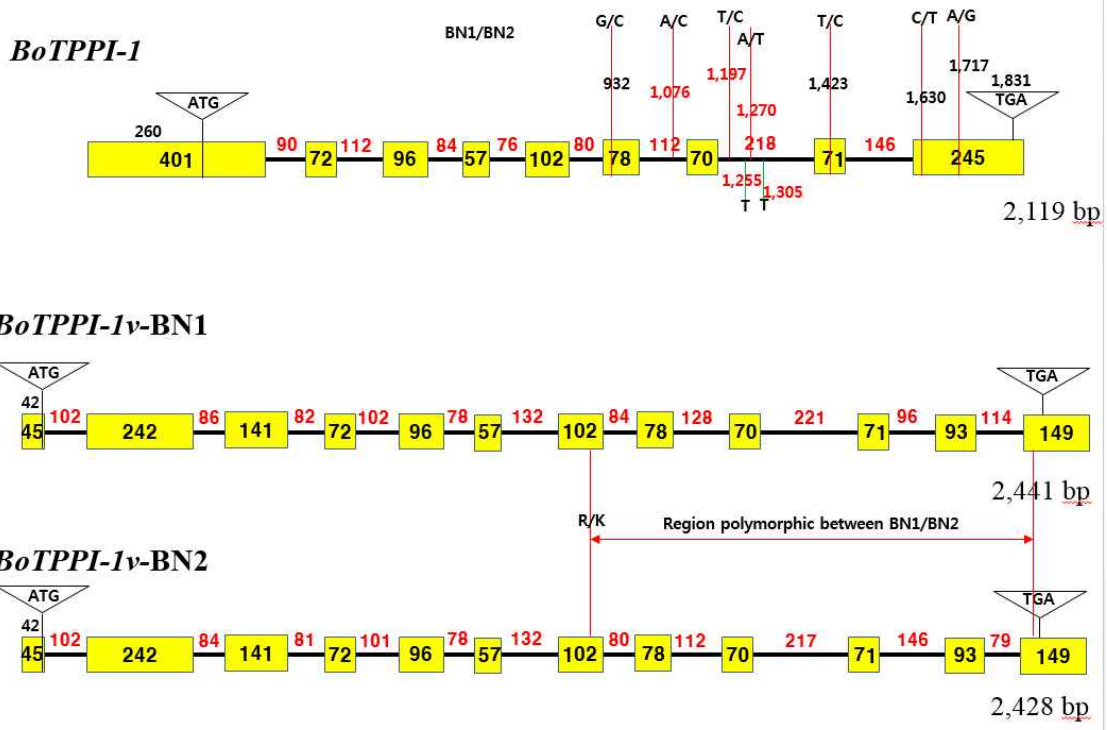 G/C A/C T/C T/C C/T A/G
BoTPPI-1 BN1/BN2 A/T
1,717
1,197 1,831
932 1,076 1,423 1,630
ATG 1,270 TGA
260
90 112 84 76 80 112 218 146
401 72 96 57 102 78 70 71 245
1,255 1,305
T T
2,119 bp
BoTPPI-1v-BN1
ATG TGA
42
102 86 82 102 78 132 84 128 221 96 114
45 242 141 72 96 57 102 78 70 71 93 149
2,441 bp
R/K Region polymorphic between BN1/BN2
BoTPPI-1v-BN2
ATG TGA
42
102 84 81 101 78 132 80 112 217 146 79
45 242 141 72 96 57 102 78 70 71 93 149
2,428 bp